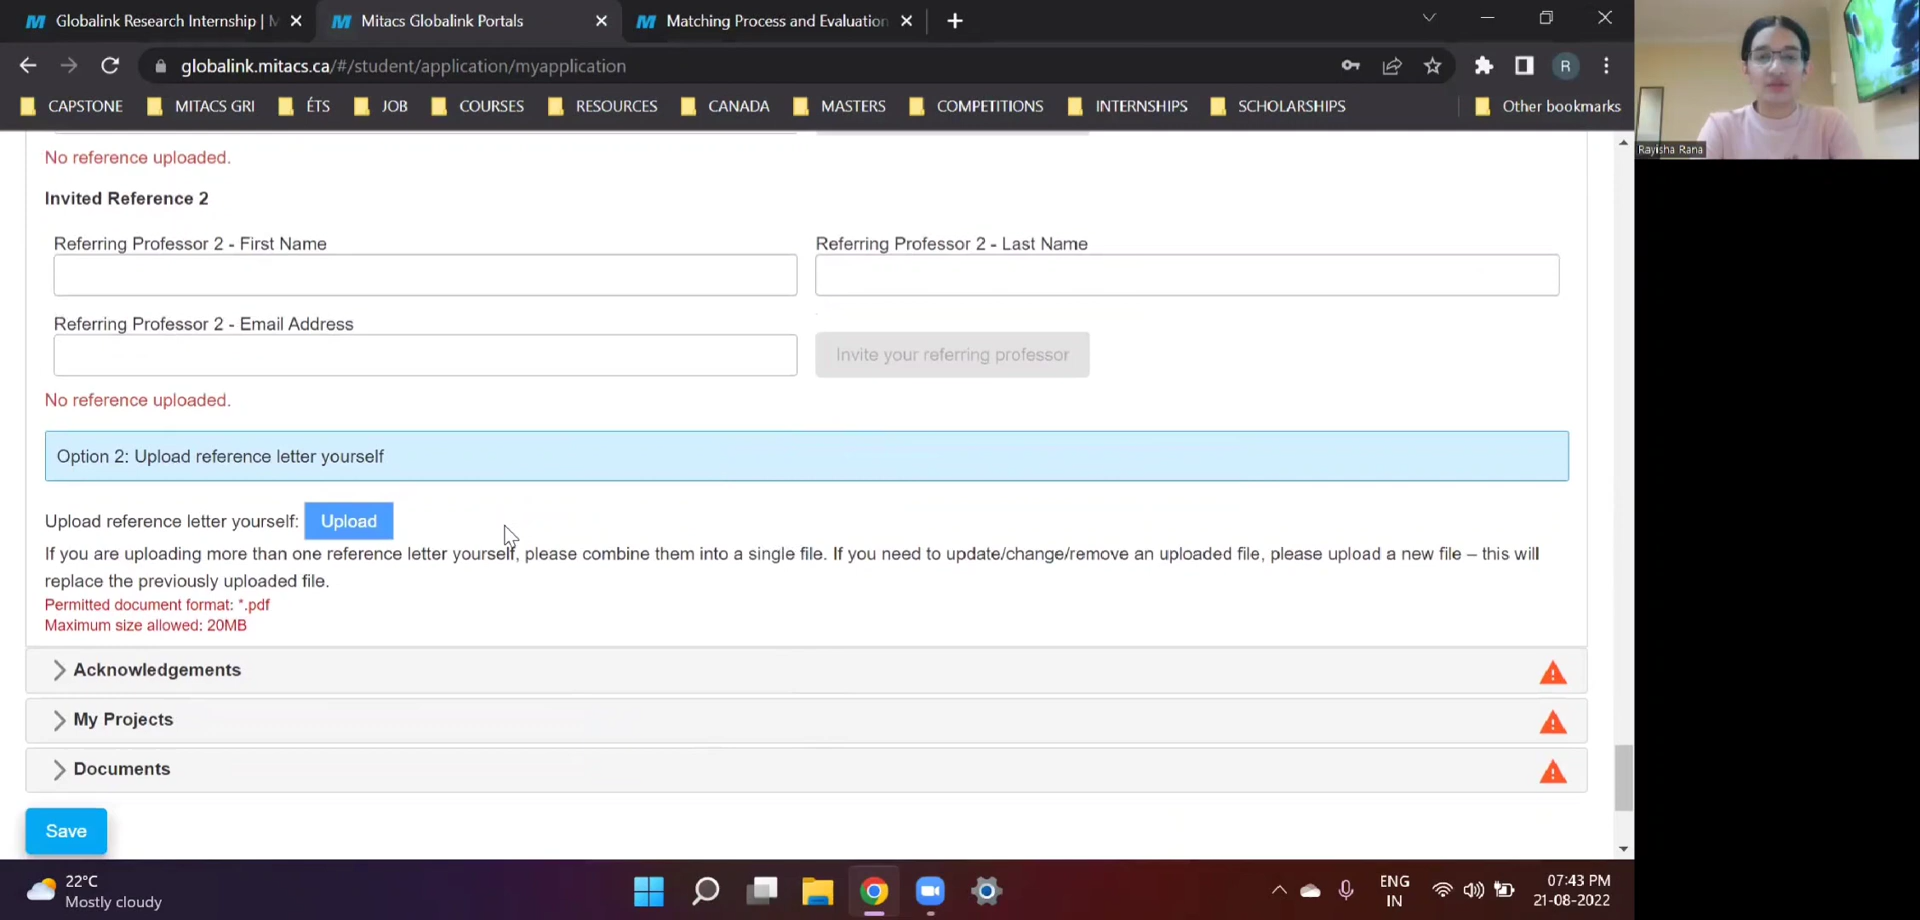 Globalink Research Internship | M
Mitacs Globalink Portals
Matching Process and Evaluation
globalink.mitacs.ca/#/student/application/myapplication
R
CAPSTONE
MITACS GRI
ÉTS
JOB
COURSES
RESOURCES
CANADA
MASTERS
COMPETITIONS
INTERNSHIPS
SCHOLARSHIPS
Other bookmarks
Rayisha Rana
No reference uploaded.
Invited Reference 2
Referring Professor 2 - First Name
Referring Professor 2 - Last Name
Referring Professor 2 - Email Address
Invite your referring professor
No reference uploaded.
Option 2: Upload reference letter yourself
Upload reference letter yourself: Upload
If you are uploading more than one reference letter yourself, please combine them into a single file. If you need to update/change/remove an uploaded file, please upload a new file – this will
replace the previously uploaded file.
Permitted document format: *.pdf
Maximum size allowed: 20MB
Acknowledgements
My Projects
Documents
Save
22°C
Mostly cloudy
ENG
IN
07:43 PM
21-08-2022